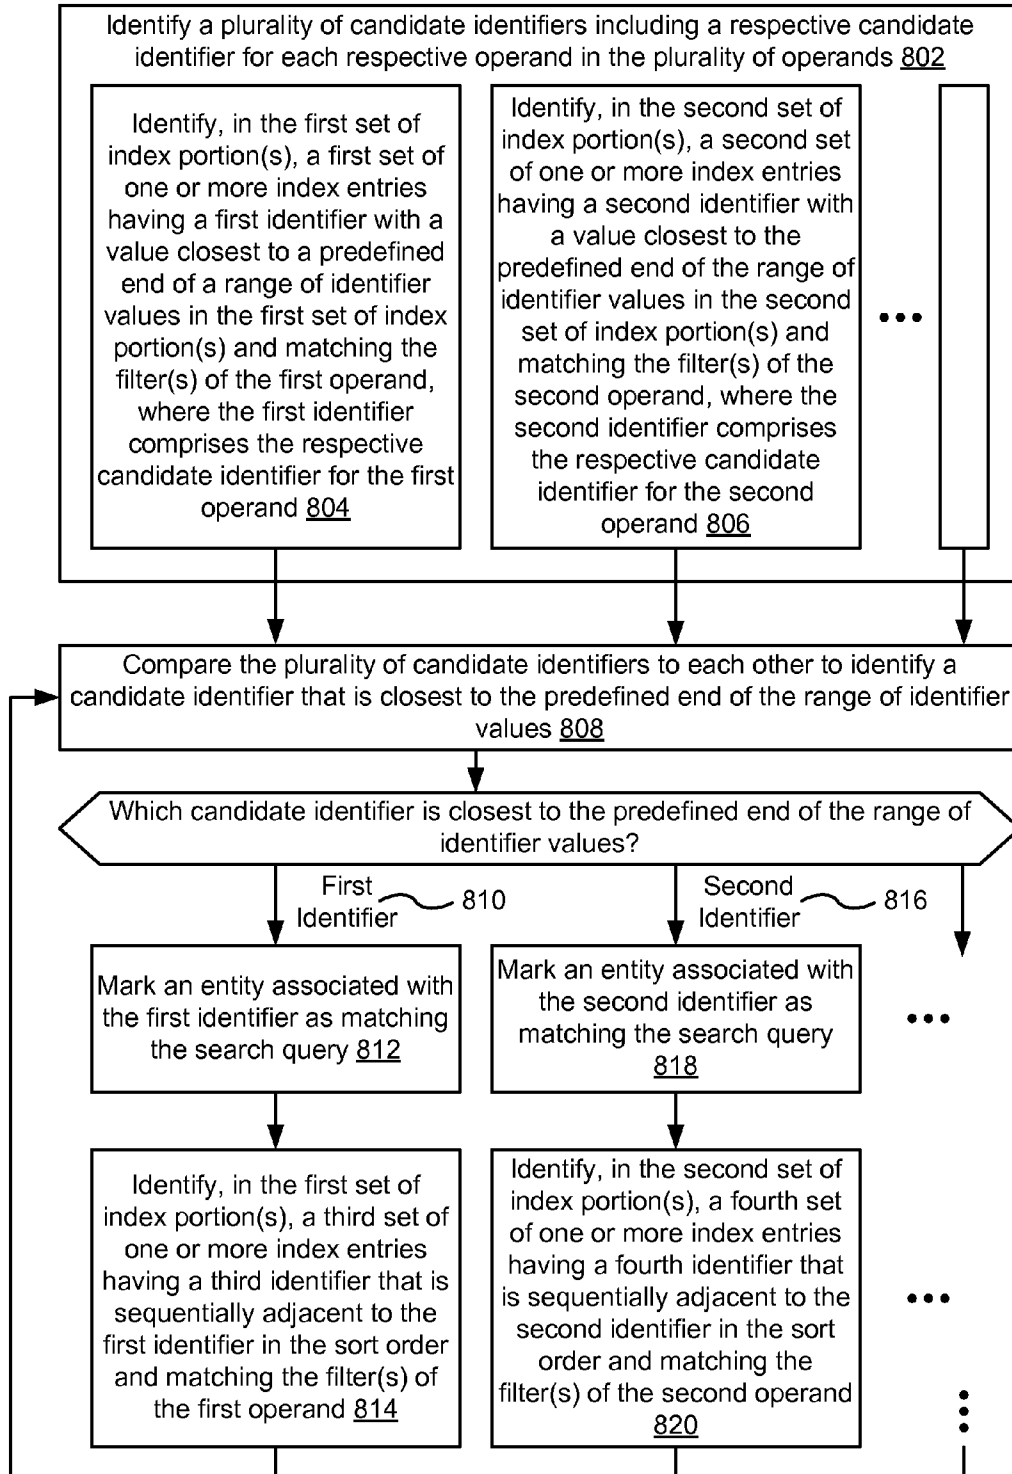 Identify a plurality of candidate identifiers including a respective candidate
identifier for each respective operand in the plurality of operands 802
Identify, in the first set of
index portion(s), a first set of
one or more index entries
having a first identifier with a
value closest to a predefined
end of a range of identifier
values in the first set of index
portion(s) and matching the
filter(s) of the first operand,
where the first identifier
comprises the respective
candidate identifier for the first
operand 804
Identify, in the second set of
index portion(s), a second set
of one or more index entries
having a second identifier with
a value closest to the
predefined end of the range of
identifier values in the second
set of index portion(s) and
matching the filter(s) of the
second operand, where the
second identifier comprises
the respective candidate
identifier for the second
operand 806
Compare the plurality of candidate identifiers to each other to identify a
candidate identifier that is closest to the predefined end of the range of identifier
values 808
Which candidate identifier is closest to the predefined end of the range of
identifier values?
First
Identifier
810
Second
Identifier
816
Mark an entity associated with
the first identifier as matching
the search query 812
Mark an entity associated with
the second identifier as
matching the search query
818
Identify, in the first set of
index portion(s), a third set of
one or more index entries
having a third identifier that is
sequentially adjacent to the
first identifier in the sort order
and matching the filter(s) of
the first operand 814
Identify, in the second set of
index portion(s), a fourth set
of one or more index entries
having a fourth identifier that
is sequentially adjacent to the
second identifier in the sort
order and matching the
filter(s) of the second operand
820